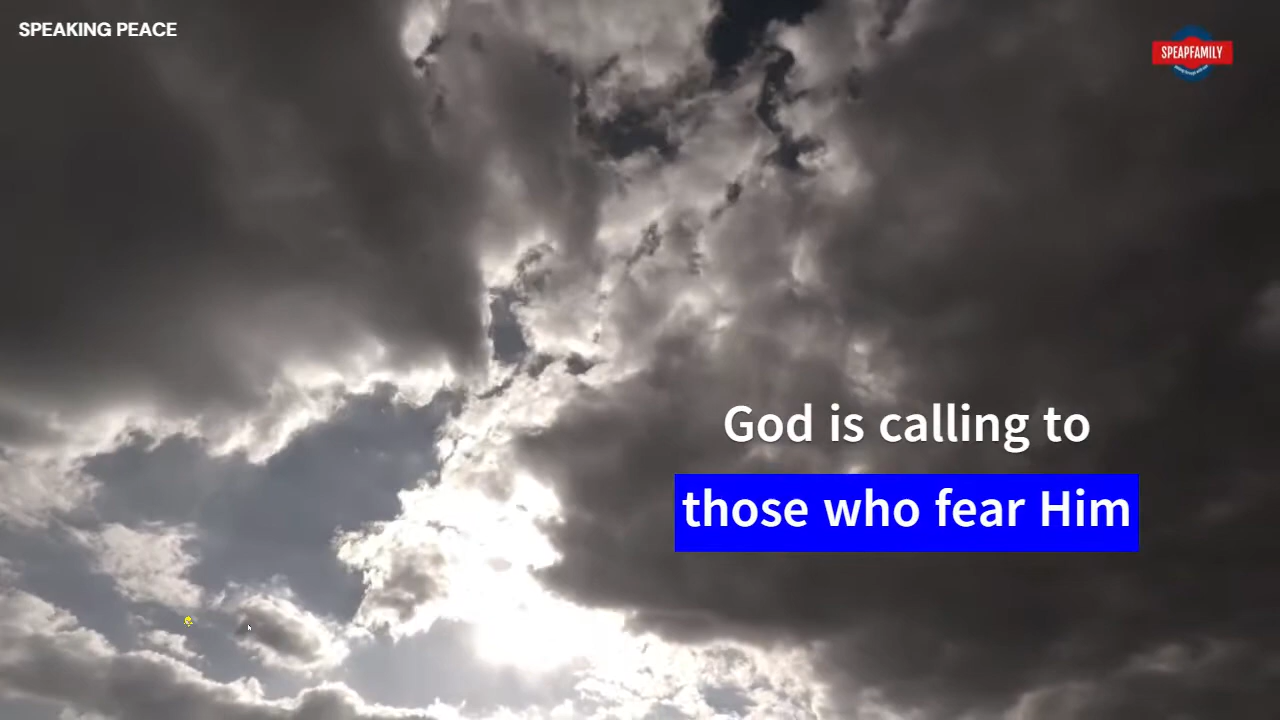 SPEAKING PEACE
SPEAPFAMILY
God is calling to
those who fear Him